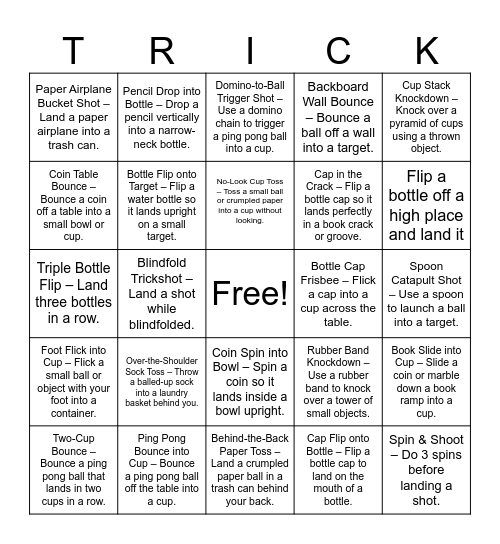 T R I C K
Paper Airplane
Bucket Shot –
Land a paper
airplane into a
trash can.
Pencil Drop into
Bottle – Drop a
pencil vertically
into a narrow-
neck bottle.
Domino-to-Ball
Trigger Shot –
Use a domino
chain to trigger
a ping pong ball
into a cup.
Backboard
Wall Bounce
– Bounce a
ball off a wall
into a target.
Cup Stack
Knockdown –
Knock over a
pyramid of cups
using a thrown
object.
Coin Table
Bounce –
Bounce a coin
off a table into a
small bowl or
cup.
Bottle Flip onto
Target – Flip a
water bottle so
it lands upright
on a small
target.
No-Look Cup Toss
– Toss a small ball
or crumpled paper
into a cup without
looking.
Cap in the
Crack – Flip a
bottle cap so it
lands perfectly
in a book crack
or groove.
Flip a
bottle off a
high place
and land it
Triple Bottle
Flip – Land
three bottles
in a row.
Blindfold
Trickshot –
Land a shot
while
blindfolded.
Free!
Bottle Cap
Frisbee – Flick
a cap into a
cup across the
table.
Spoon
Catapult Shot
– Use a spoon
to launch a ball
into a target.
Foot Flick into
Cup – Flick a
small ball or
object with your
foot into a
container.
Over-the-Shoulder
Sock Toss – Throw
a balled-up sock
into a laundry
basket behind you.
Coin Spin into
Bowl – Spin a
coin so it
lands inside a
bowl upright.
Rubber Band
Knockdown –
Use a rubber
band to knock
over a tower of
small objects.
Book Slide into
Cup – Slide a
coin or marble
down a book
ramp into a
cup.
Two-Cup
Bounce –
Bounce a ping
pong ball that
lands in two
cups in a row.
Ping Pong
Bounce into
Cup – Bounce
a ping pong ball
off the table into
a cup.
Behind-the-Back
Paper Toss –
Land a crumpled
paper ball in a
trash can behind
your back.
Cap Flip onto
Bottle – Flip a
bottle cap to
land on the
mouth of a
bottle.
Spin & Shoot
– Do 3 spins
before
landing a
shot.